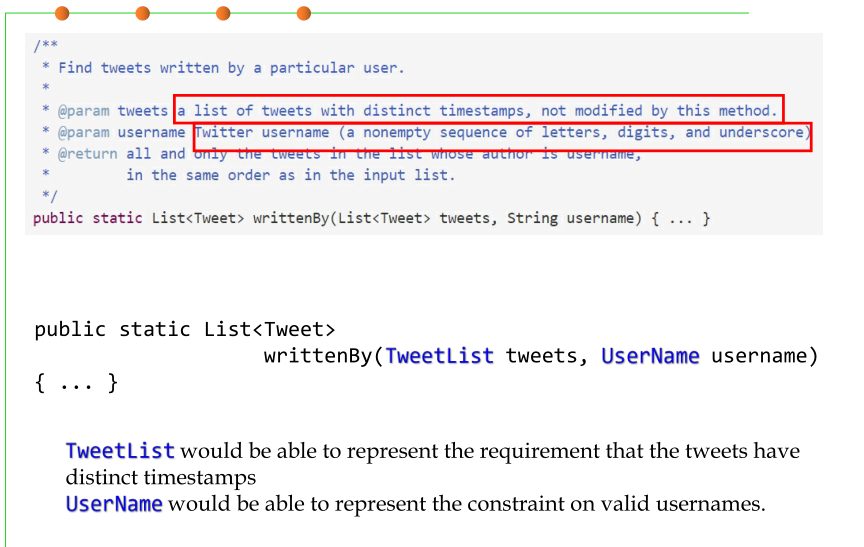 /**
 * Find tweets written by a particular user.
 *
 * @param tweets a list of tweets with distinct timestamps, not modified by this method.
 * @param username Twitter username (a nonempty sequence of letters, digits, and underscore)
 * @return all and only the tweets in the list whose author is username,
 *         in the same order as in the input list.
 */
public static List<Tweet> writtenBy(List<Tweet> tweets, String username) { ... }
public static List<Tweet>
writtenBy(TweetList tweets, UserName username)
{ ... }
TweetList would be able to represent the requirement that the tweets have
distinct timestamps
UserName would be able to represent the constraint on valid usernames.